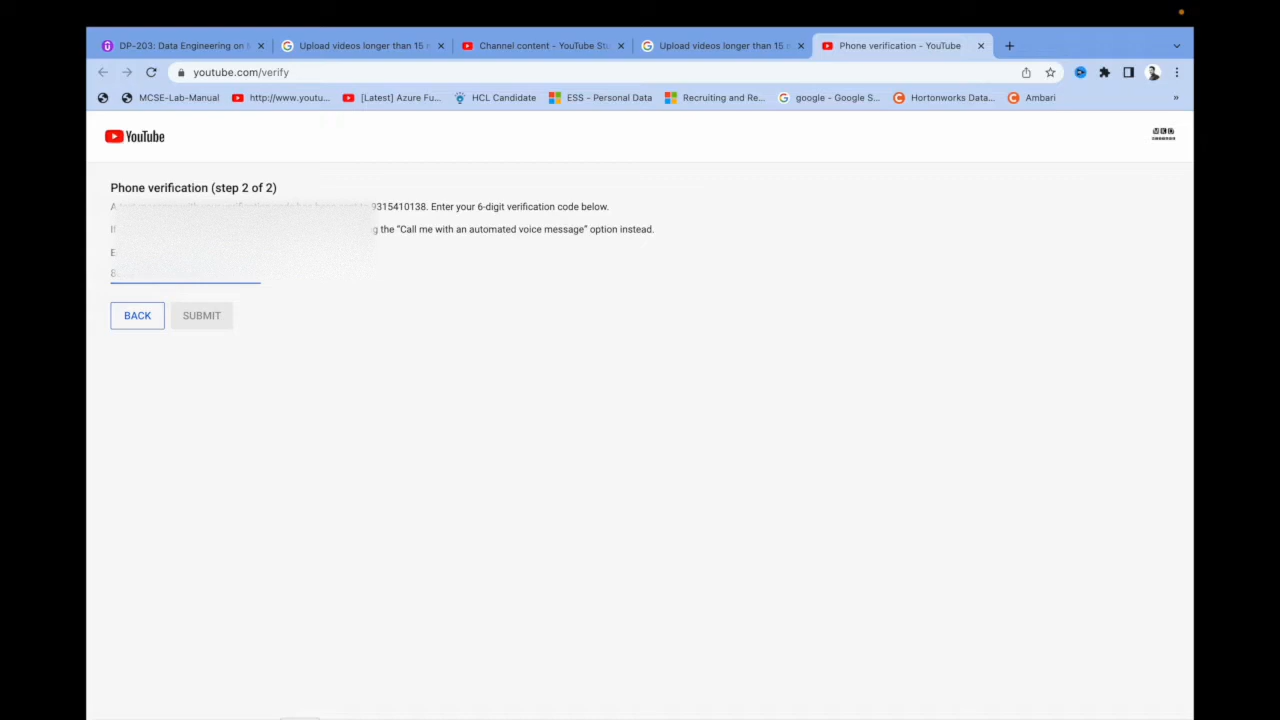 DP-203: Data Engineering on
Upload videos longer than 15
Channel content - YouTube Stu
Upload videos longer than 15
Phone verification - YouTube
youtube.com/verify
MCSE-Lab-Manual
http://www.youtu...
[Latest] Azure Fu...
HCL Candidate
ESS - Personal Data
Recruiting and Re...
google - Google S...
Hortonworks Data...
Ambari
»
YouTube
Phone verification (step 2 of 2)
9315410138. Enter your 6-digit verification code below.
the "Call me with an automated voice message" option instead.
BACK
SUBMIT